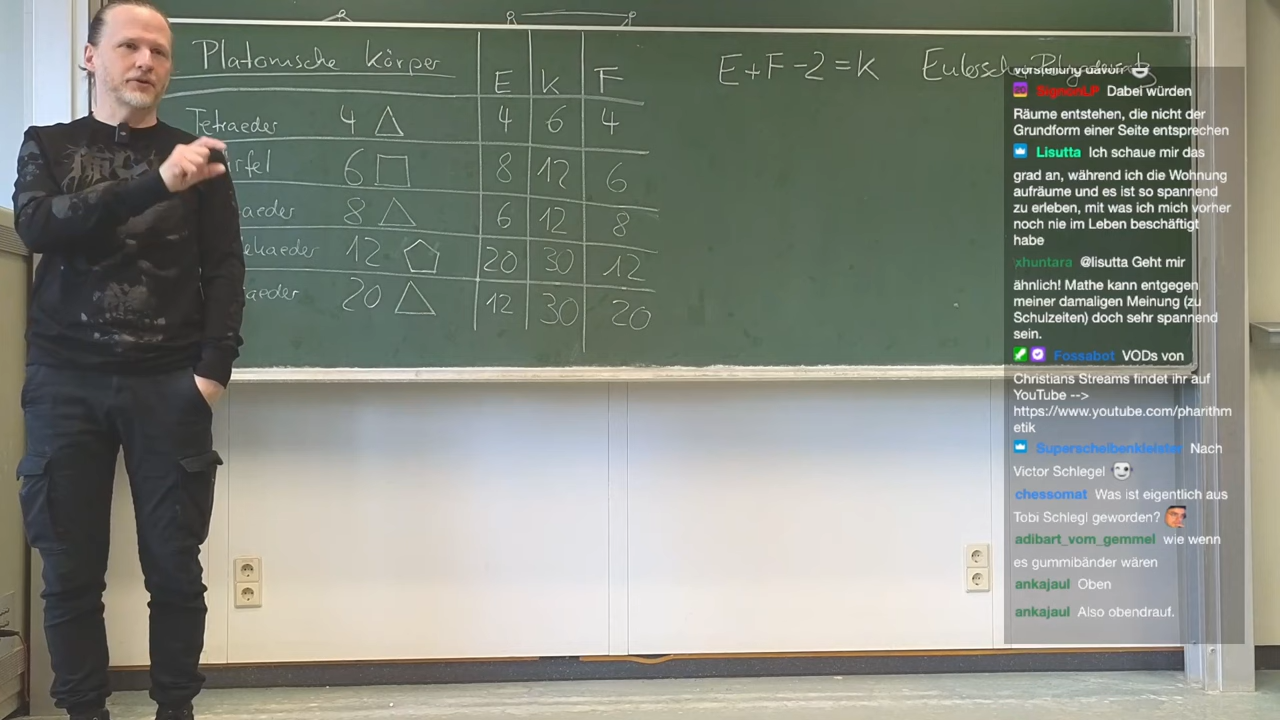 Platonische Körper
E K F
Tetraeder 4 4 6 4
6 8 12 6
8 6 12 8
12 20 30 12
20 12 30 20
E+F-2=K
SignonLP Dabei würden
Räume entstehen, die nicht der
Grundform einer Seite entsprechen
Lisutta Ich schaue mir das
grad an, während ich die Wohnung
aufräume und es ist so spannend
zu erleben, mit was ich mich vorher
noch nie im Leben beschäftigt
habe
xhuntara @lisutta Geht mir
ähnlich! Mathe kann entgegen
meiner damaligen Meinung (zu
Schulzeiten) doch sehr spannend
sein.
Fossabot VODs von
Christians Streams findet ihr auf
YouTube -->
https://www.youtube.com/pharithm
etik
Superscheibenkleister Nach
Victor Schlegel
chessomat Was ist eigentlich aus
Tobi Schlegl geworden?
adibart_vom_gemmel wie wenn
es gummibänder wären
ankajaul Oben
ankajaul Also obendrauf.